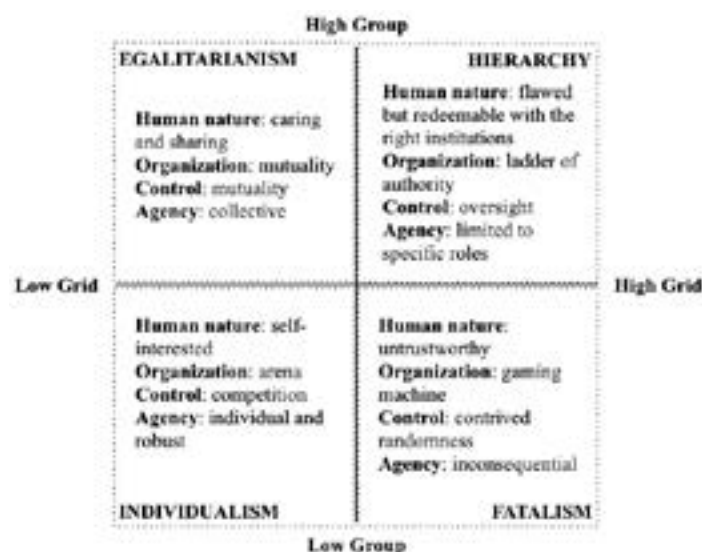 High Group
EGALITARIANISM
Human nature: caring
and sharing
Organization: mutuality
Control: mutuality
Agency: collective
HIERARCHY
Human nature: flawed
but redeemable with the
right institutions
Organization: ladder of
authority
Control: oversight
Agency: limited to
specific roles
Low Grid
High Grid
Human nature: self-
interested
Organization: arena
Control: competition
Agency: individual and
robust
INDIVIDUALISM
Human nature:
untrustworthy
Organization: gaming
machine
Control: contrived
randomness
Agency: inconsequential
FATALISM
Low Group